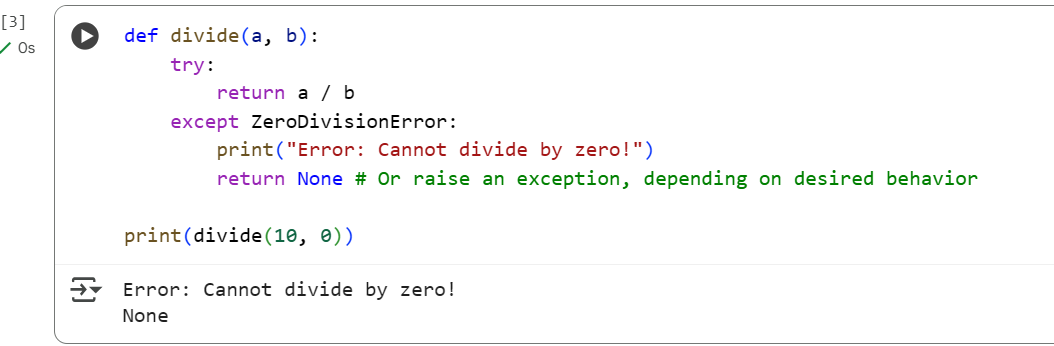 [3]
0s
def divide(a, b):
    try:
        return a / b
    except ZeroDivisionError:
        print("Error: Cannot divide by zero!")
        return None # Or raise an exception, depending on desired behavior

print(divide(10, 0))
Error: Cannot divide by zero!
None